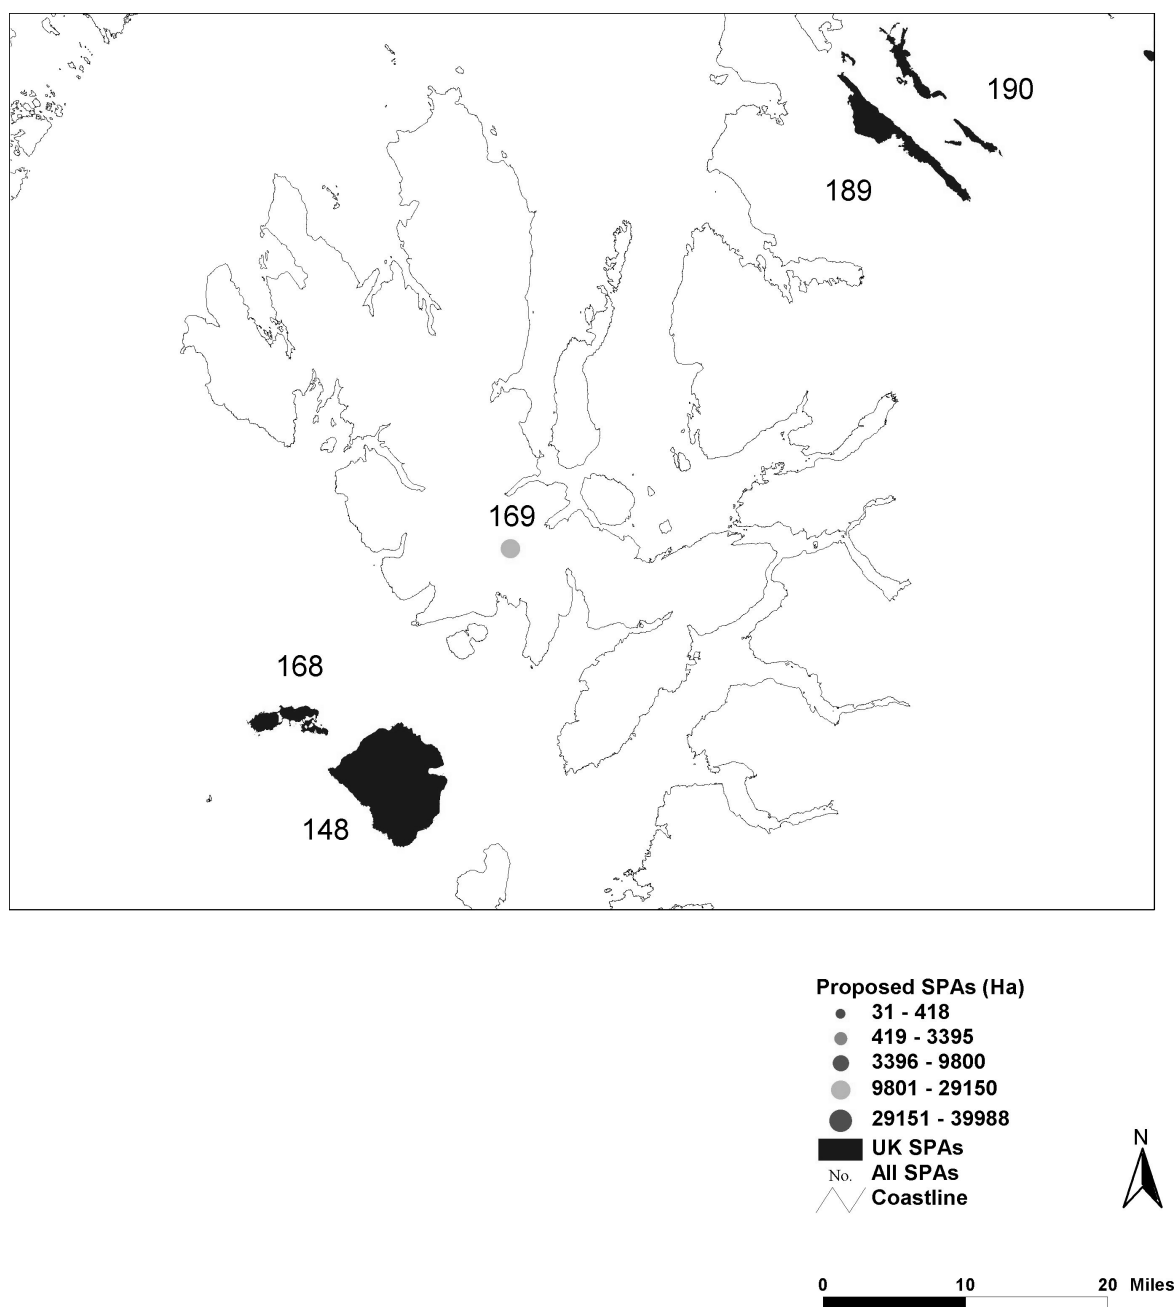 190
189
169
168
148
Proposed SPAs (Ha)
31 - 418
419 - 3395
3396 - 9800
9801 - 29150
29151 - 39988
UK SPAs
No. All SPAs
Coastline
N
0 10 20 Miles